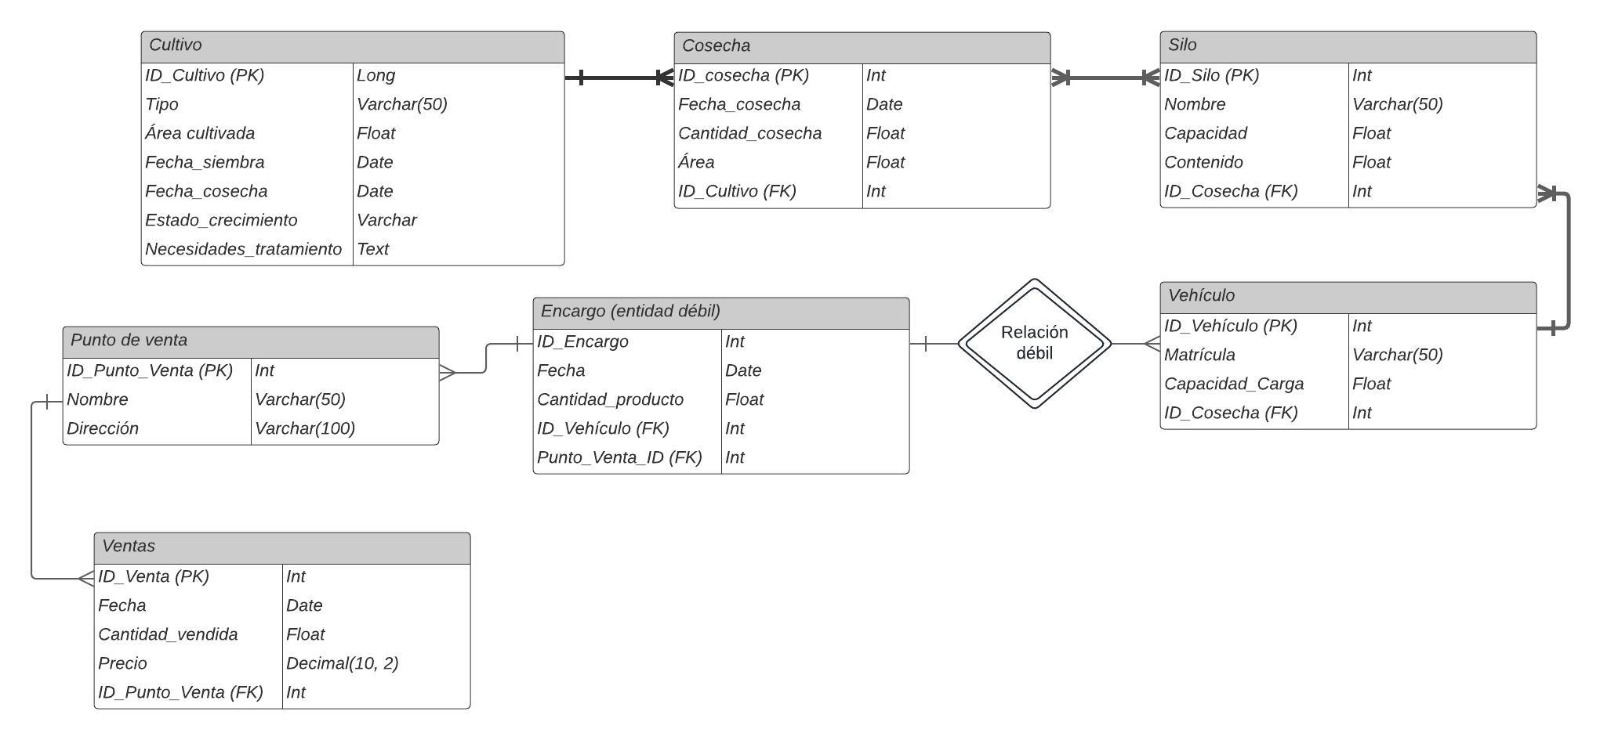 Cultivo
ID_Cultivo (PK) Long
Tipo Varchar(50)
Área cultivada Float
Fecha_siembra Date
Fecha_cosecha Date
Estado_crecimiento Varchar
Necesidades_tratamiento Text
Cosecha
ID_cosecha (PK) Int
Fecha_cosecha Date
Cantidad_cosecha Float
Área Float
ID_Cultivo (FK) Int
Silo
ID_Silo (PK) Int
Nombre Varchar(50)
Capacidad Float
Contenido Float
ID_Cosecha (FK) Int
Punto de venta
ID_Punto_Venta (PK) Int
Nombre Varchar(50)
Dirección Varchar(100)
Encargo (entidad débil)
ID_Encargo Int
Fecha Date
Cantidad_producto Float
ID_Vehículo (FK) Int
Punto_Venta_ID (FK) Int
Relación
débil
Vehículo
ID_Vehículo (PK) Int
Matrícula Varchar(50)
Capacidad_Carga Float
ID_Cosecha (FK) Int
Ventas
ID_Venta (PK) Int
Fecha Date
Cantidad_vendida Float
Precio Decimal(10, 2)
ID_Punto_Venta (FK) Int